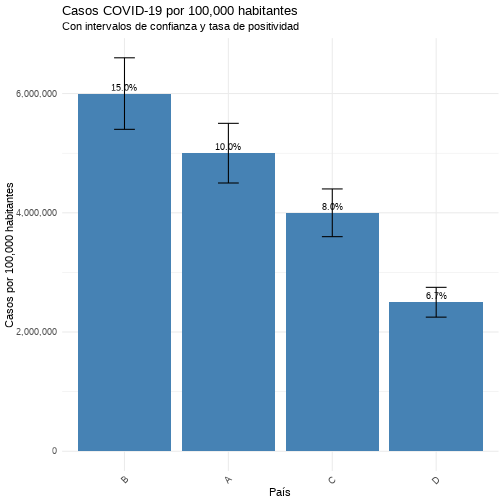 Casos COVID-19 por 100,000 habitantes
Con intervalos de confianza y tasa de positividad
Casos por 100,000 habitantes
6,000,000
4,000,000
2,000,000
0
15.0%
10.0%
8.0%
6.7%
B
A
C
D
País